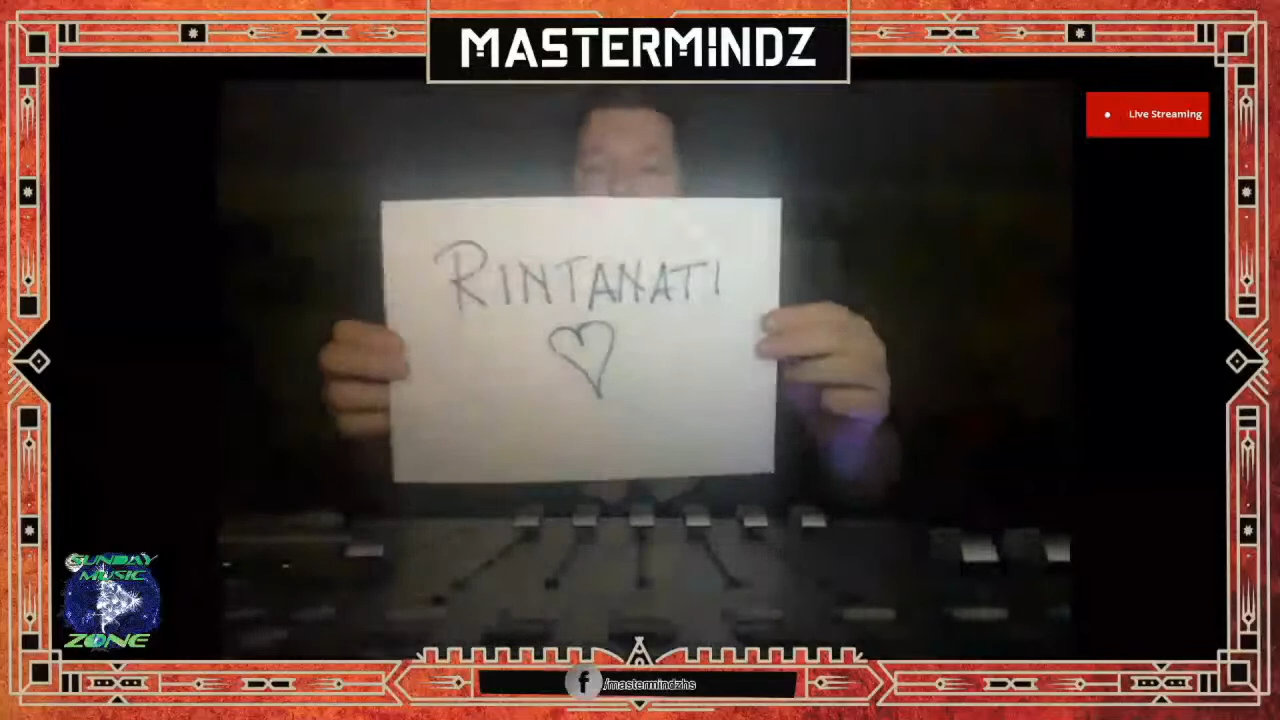 MASTERMINDZ
Live Streaming
RINTANATI
SUNDAY
MUSIC
ZONE
/mastermindzhs